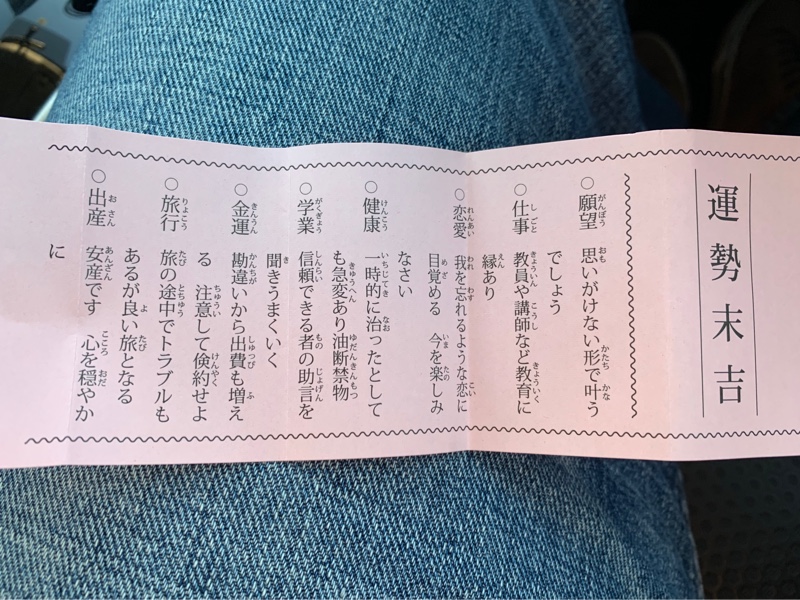 運勢末吉
○願望 思いがけない形で叶う
でしょう
○仕事 教員や講師など教育に
縁あり
○恋愛 我を忘れるような恋に
目覚める 今を楽しみ
なさい
○健康 一時的に治ったとして
も急変あり油断禁物
○学業 信頼できる者の助言を
聞きうまくいく
○金運 勘違いから出費も増え
る 注意して倹約せよ
○旅行 旅の途中でトラブルも
あるが良い旅となる
○出産 安産です 心を穏やか
に